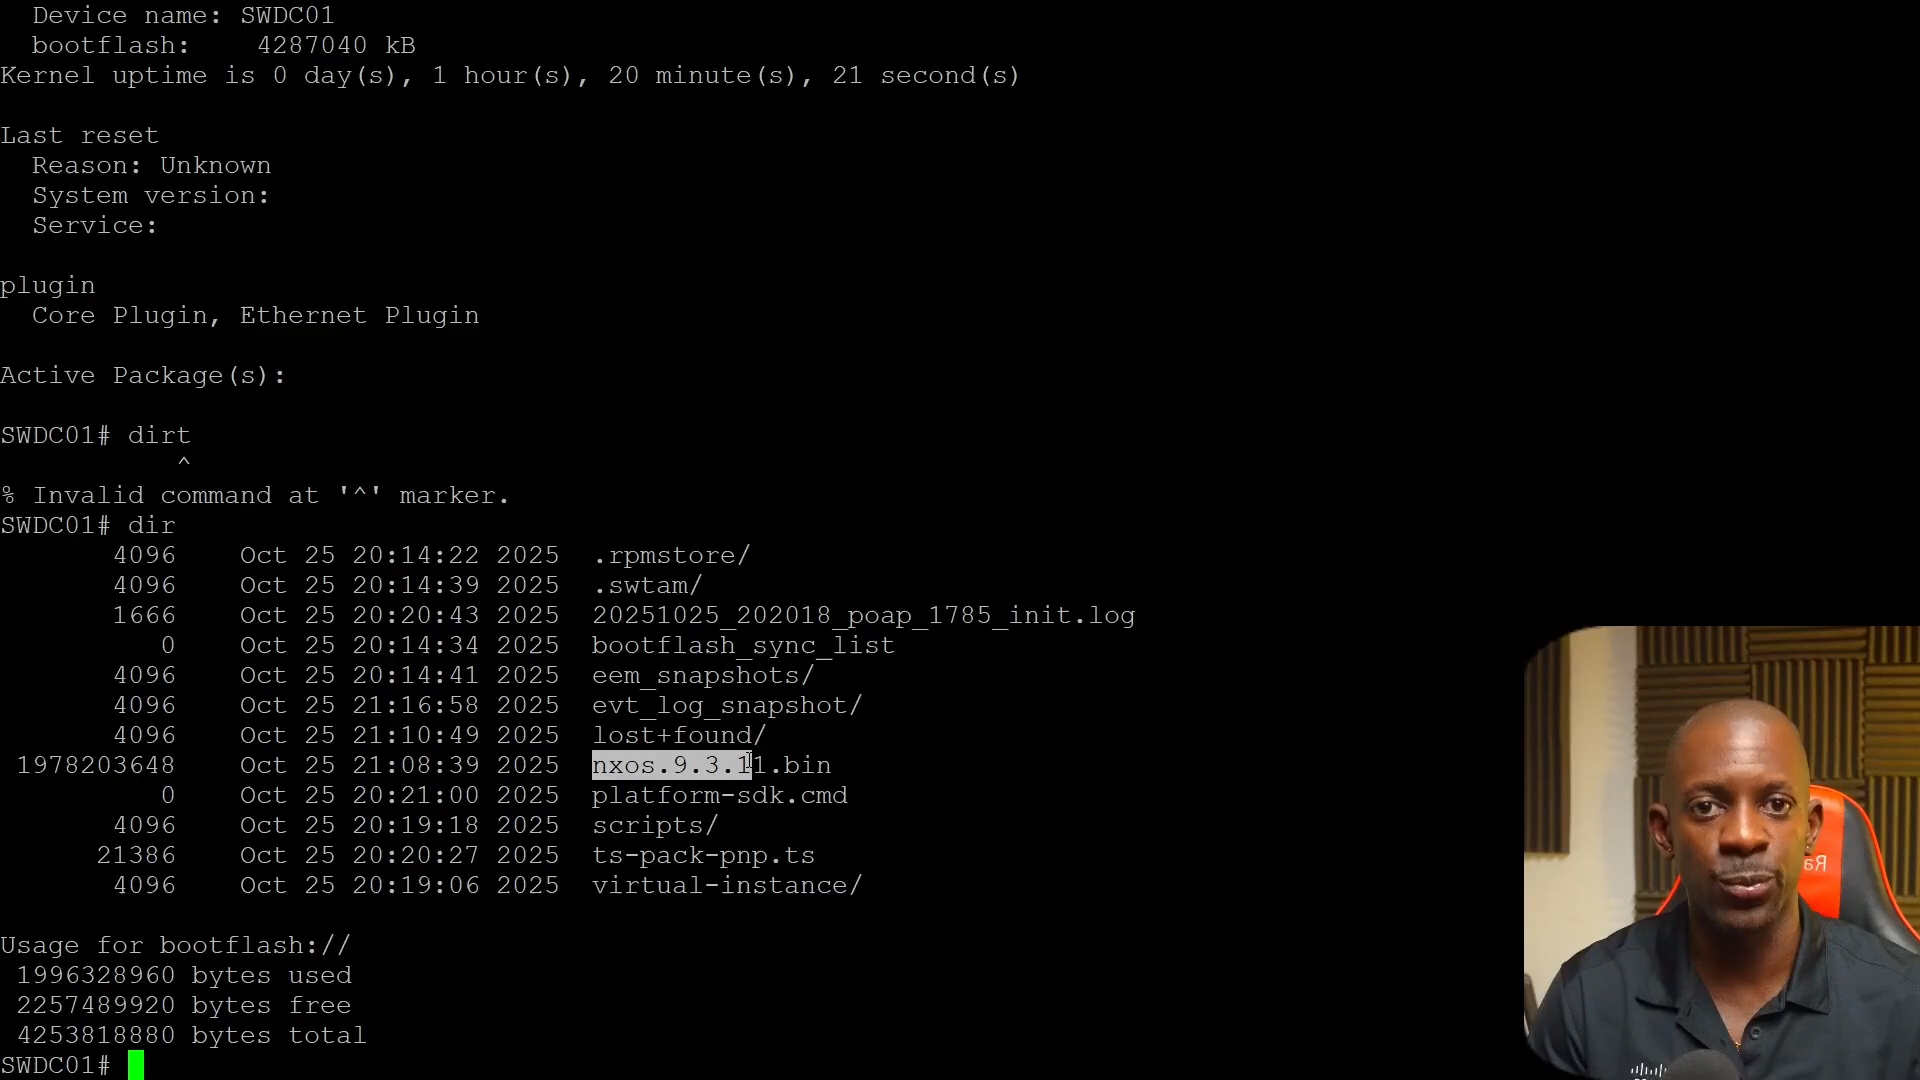 Device name: SWDC01
bootflash: 4287040 kB
Kernel uptime is 0 day(s), 1 hour(s), 20 minute(s), 21 second(s)
Last reset
Reason: Unknown
System version:
Service:
plugin
Core Plugin, Ethernet Plugin
Active Package(s):
SWDC01# dirt
^
% Invalid command at '^' marker.
SWDC01# dir
4096 Oct 25 20:14:22 2025 .rpmstore/
4096 Oct 25 20:14:39 2025 .swtam/
1666 Oct 25 20:20:43 2025 20251025_202018_poap_1785_init.log
0 Oct 25 20:14:34 2025 bootflash_sync_list
4096 Oct 25 20:14:41 2025 eem_snapshots/
4096 Oct 25 21:16:58 2025 evt_log_snapshot/
4096 Oct 25 21:10:49 2025 lost+found/
1978203648 Oct 25 21:08:39 2025 nxos.9.3.11.bin
0 Oct 25 20:21:00 2025 platform-sdk.cmd
4096 Oct 25 20:19:18 2025 scripts/
21386 Oct 25 20:20:27 2025 ts-pack-pnp.ts
4096 Oct 25 20:19:06 2025 virtual-instance/
Usage for bootflash://
1996328960 bytes used
2257489920 bytes free
4253818880 bytes total
SWDC01#